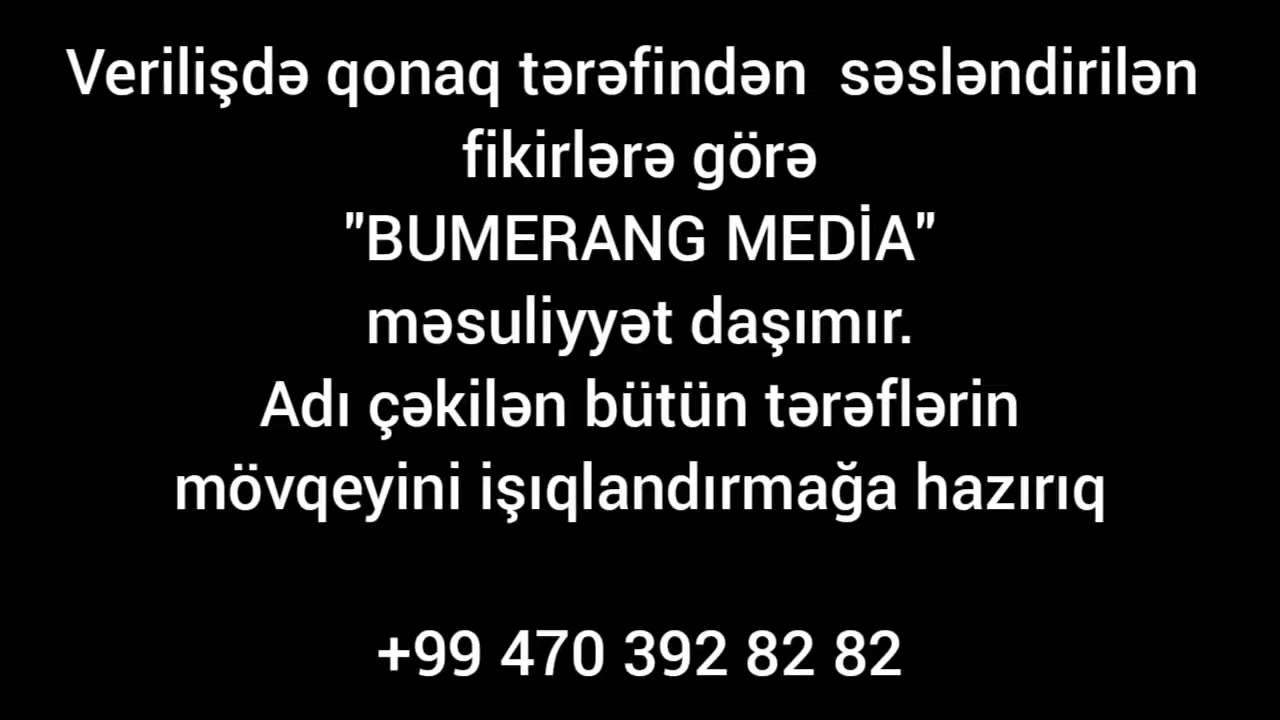 Verilişdə qonaq tərəfindən səsləndirilən
fikirlərə görə
"BUMERANG MEDİA"
məsuliyyət daşımır.
Adı çəkilən bütün tərəflərin
mövqeyini işıqlandırmağa hazırıq
+99 470 392 82 82